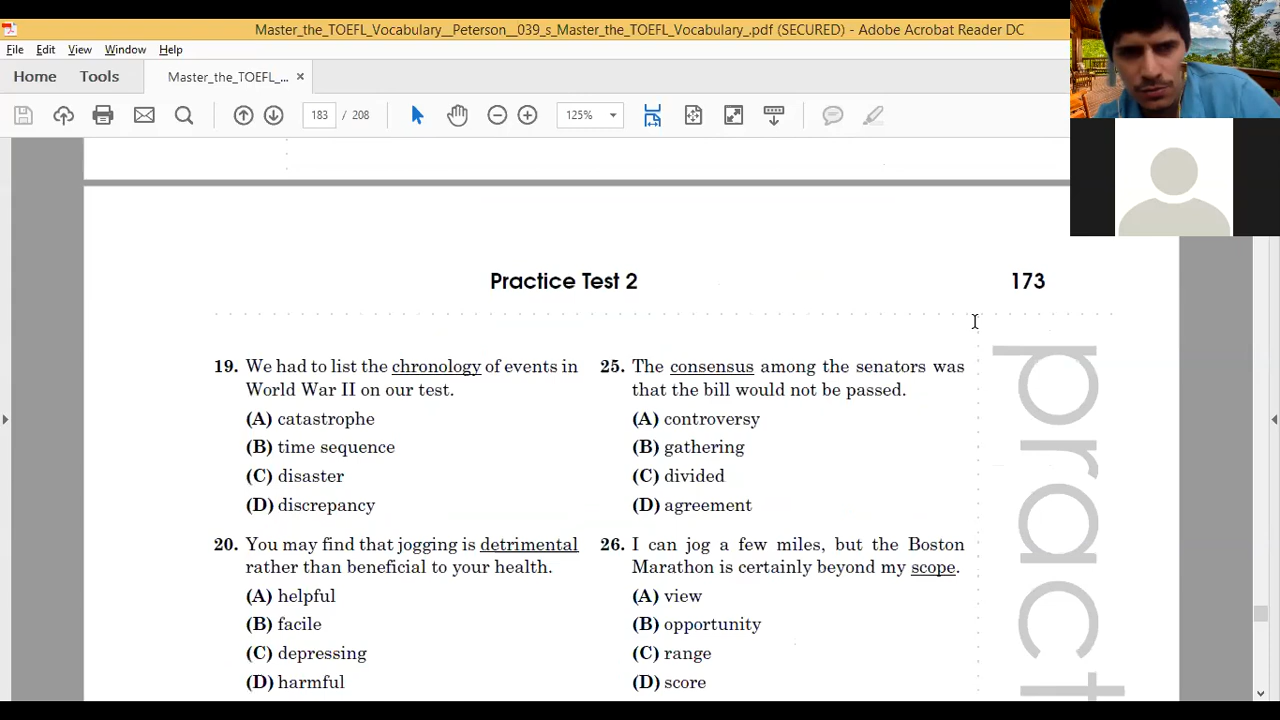 Master_the_TOEFL_Vocabulary__Peterson__039_s_Master_the_TOEFL_Vocabulary_.pdf (SECURED) - Adobe Acrobat Reader DC
File Edit View Window Help
Home Tools Master_the_TOEFL_... ×
183 / 208 125%
Practice Test 2 173
19. We had to list the chronology of events in
World War II on our test.
(A) catastrophe
(B) time sequence
(C) disaster
(D) discrepancy
20. You may find that jogging is detrimental
rather than beneficial to your health.
(A) helpful
(B) facile
(C) depressing
(D) harmful
25. The consensus among the senators was
that the bill would not be passed.
(A) controversy
(B) gathering
(C) divided
(D) agreement
26. I can jog a few miles, but the Boston
Marathon is certainly beyond my scope.
(A) view
(B) opportunity
(C) range
(D) score
pract